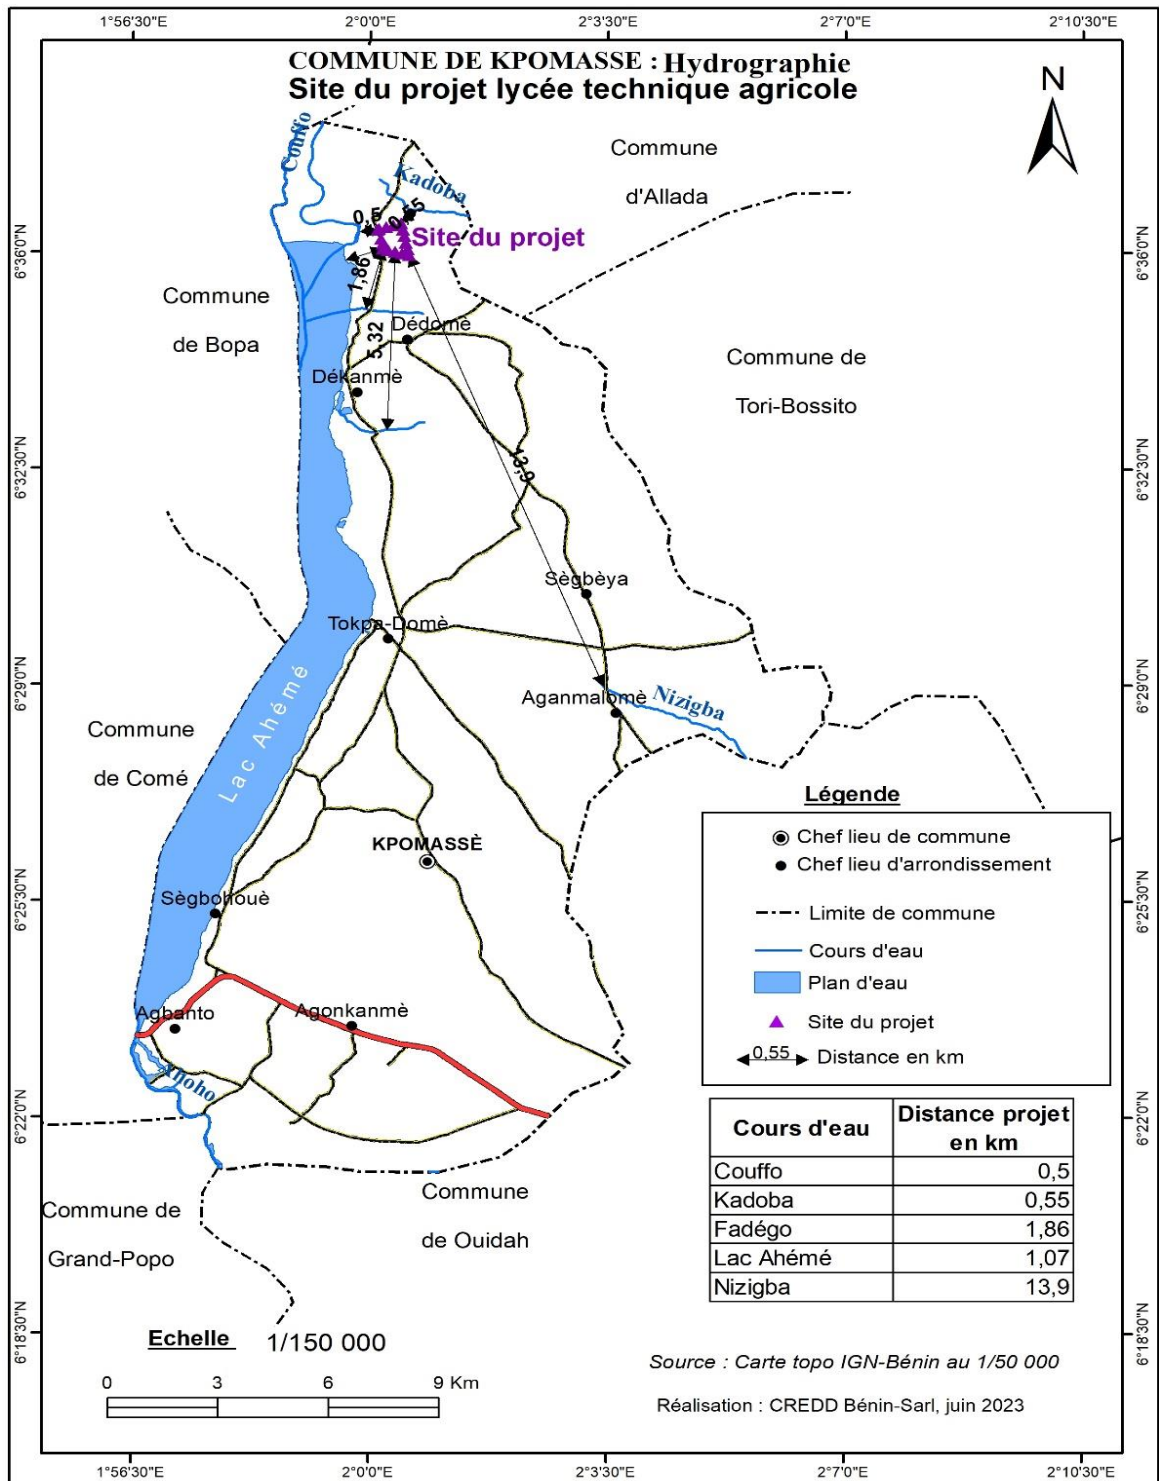 1°56'30"E 2°0'0"E 2°3'30"E 2°7'0"E 2°10'30"E
COMMUNE DE KPOMASSE : Hydrographie
Site du projet lycée technique agricole
N
Couffo
Commune
d'Allada
Kadoba
0,5
0,55
Site du projet
6°36'0"N
6°36'0"N
1,86
Commune
de Bopa
5,32
Dédomè
Dékanmè
Commune de
Tori-Bossito
13,9
6°32'30"N
6°32'30"N
Sègbèya
Tokpa-Domè
6°29'0"N
6°29'0"N
Aganmalomè
Nizigba
Lac Ahémé
Commune
de Comé
KPOMASSÈ
Sègbohouè
6°25'30"N
6°25'30"N
Légende
Chef lieu de commune
Chef lieu d'arrondissement
Limite de commune
Cours d'eau
Plan d'eau
Site du projet
0,55 Distance en km
Agbanto
Agonkanmè
Ahoho
6°22'0"N
6°22'0"N
Cours d'eau Distance projet
en km
Couffo 0,5
Kadoba 0,55
Fadégo 1,86
Lac Ahémé 1,07
Nizigba 13,9
Commune de
Grand-Popo
Commune
de Ouidah
6°18'30"N
6°18'30"N
Echelle 1/150 000
0 3 6 9 Km
Source : Carte topo IGN-Bénin au 1/50 000
Réalisation : CREDD Bénin-Sarl, juin 2023
1°56'30"E 2°0'0"E 2°3'30"E 2°7'0"E 2°10'30"E